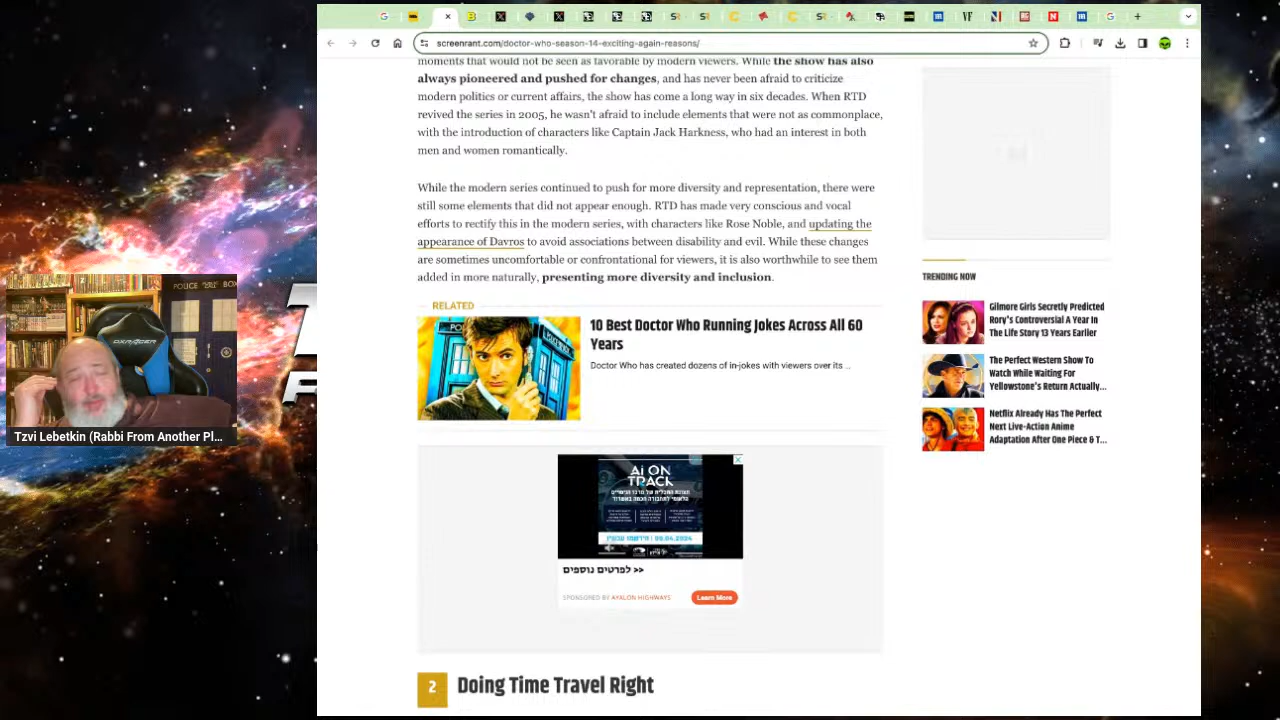 screenrant.com/doctor-who-season-14-exciting-again-reasons/
moments that would not be seen as favorable by modern viewers. While the show has also
always pioneered and pushed for changes, and has never been afraid to criticize
modern politics or current affairs, the show has come a long way in six decades. When RTD
revived the series in 2005, he wasn't afraid to include elements that were not as commonplace,
with the introduction of characters like Captain Jack Harkness, who had an interest in both
men and women romantically.
While the modern series continued to push for more diversity and representation, there were
still some elements that did not appear enough. RTD has made very conscious and vocal
efforts to rectify this in the modern series, with characters like Rose Noble, and updating the
appearance of Davros to avoid associations between disability and evil. While these changes
are sometimes uncomfortable or confrontational for viewers, it is also worthwhile to see them
added in more naturally, presenting more diversity and inclusion.
RELATED
10 Best Doctor Who Running Jokes Across All 60
Years
Doctor Who has created dozens of in-jokes with viewers over its ...
AI ON
TRACK
09.04.2024
לפרטים נוספים >>
SPONSORED BY AYALON HIGHWAYS
Learn More
2 Doing Time Travel Right
TRENDING NOW
Gilmore Girls Secretly Predicted
Rory's Controversial A Year In
The Life Story 13 Years Earlier
The Perfect Western Show To
Watch While Waiting For
Yellowstone's Return Actually...
Netflix Already Has The Perfect
Next Live-Action Anime
Adaptation After One Piece & T...
POLICE
BOX
DXRACER
Tzvi Lebetkin (Rabbi From Another Pl...